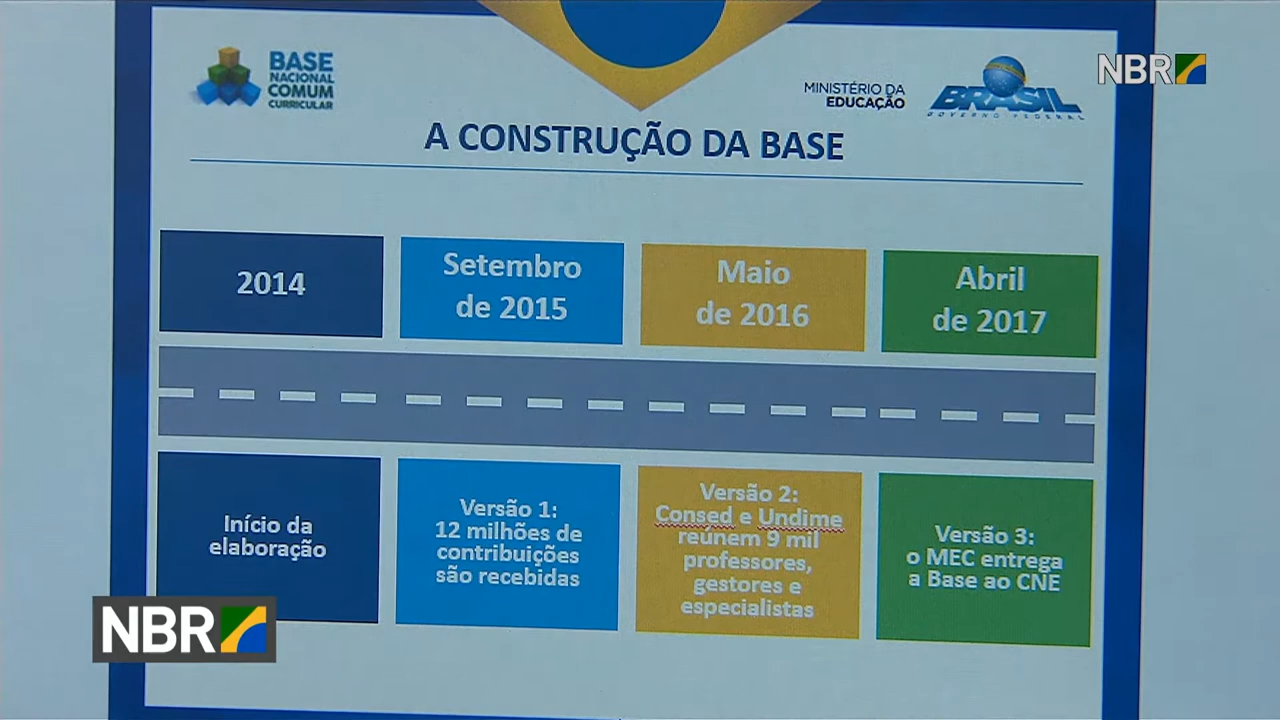 BASE
NACIONAL
COMUM
CURRICULAR
MINISTÉRIO DA
EDUCAÇÃO
BRASIL
GOVERNO FEDERAL
NBR
A CONSTRUÇÃO DA BASE
2014
Setembro
de 2015
Maio
de 2016
Abril
de 2017
Início da
elaboração
Versão 1:
12 milhões de
contribuições
são recebidas
Versão 2:
Consed e Undime
reúnem 9 mil
professores,
gestores e
especialistas
Versão 3:
o MEC entrega
a Base ao CNE
NBR